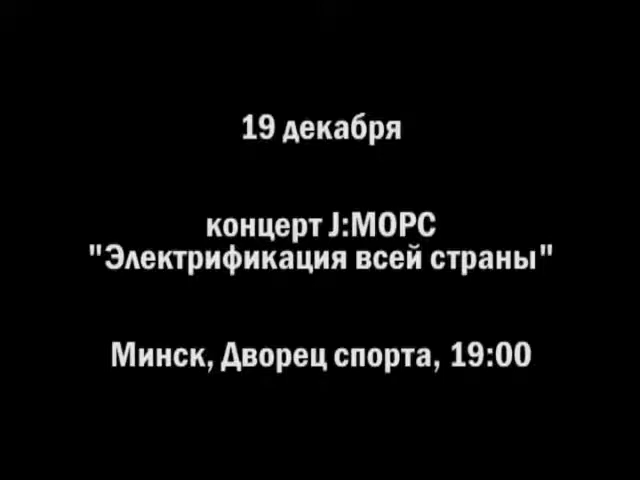 19 декабря
концерт J:МОРС
"Электрификация всей страны"
Минск, Дворец спорта, 19:00